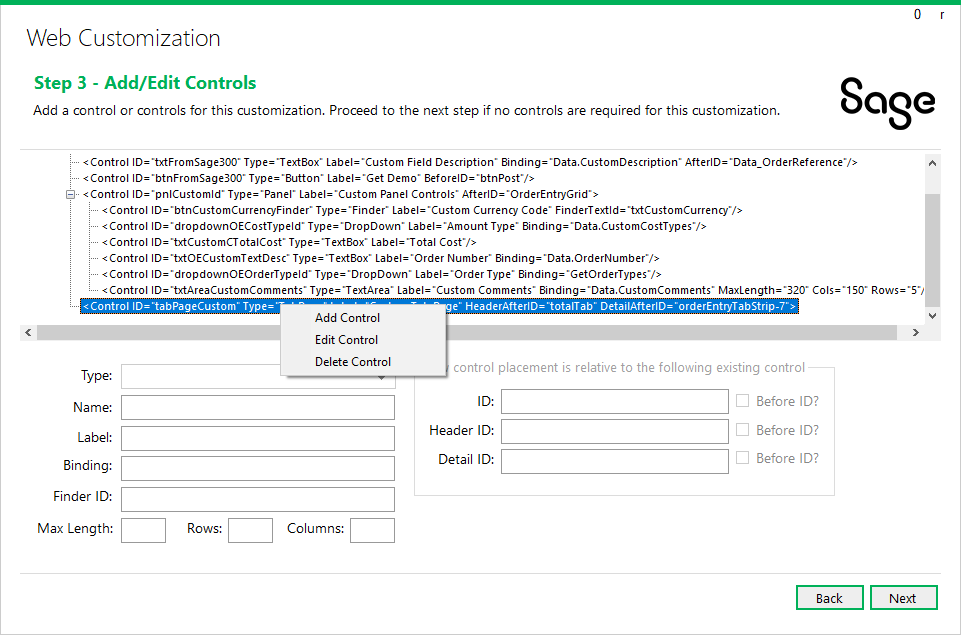 0 r
Web Customization
Step 3 - Add/Edit Controls
Add a control or controls for this customization. Proceed to the next step if no controls are required for this customization.
Sage
<Control ID="txtFromSage300" Type="TextBox" Label="Custom Field Description" Binding="Data.CustomDescription" AfterID="Data_OrderReference"/>
<Control ID="btnFromSage300" Type="Button" Label="Get Demo" BeforeID="btnPost"/>
<Control ID="pnlCustomId" Type="Panel" Label="Custom Panel Controls" AfterID="OrderEntryGrid">
<Control ID="btnCustomCurrencyFinder" Type="Finder" Label="Custom Currency Code" FinderTextId="txtCustomCurrency"/>
<Control ID="dropdownOECostTypeId" Type="DropDown" Label="Amount Type" Binding="Data.CustomCostTypes"/>
<Control ID="txtCustomCTotalCost" Type="TextBox" Label="Total Cost"/>
<Control ID="txtOECustomTextDesc" Type="TextBox" Label="Order Number" Binding="Data.OrderNumber"/>
<Control ID="dropdownOEOrderTypeId" Type="DropDown" Label="Order Type" Binding="GetOrderTypes"/>
<Control ID="txtAreaCustomComments" Type="TextArea" Label="Custom Comments" Binding="Data.CustomComments" MaxLength="320" Cols="150" Rows="5"/
<Control ID="tabPageCustom" Type= HeaderAfterID="totalTab" DetailAfterID="orderEntryTabStrip-7">
Add Control
Edit Control
Delete Control
Type:
Name:
Label:
Binding:
Finder ID:
Max Length: Rows: Columns:
control placement is relative to the following existing control
ID: Before ID?
Header ID: Before ID?
Detail ID: Before ID?
Back Next